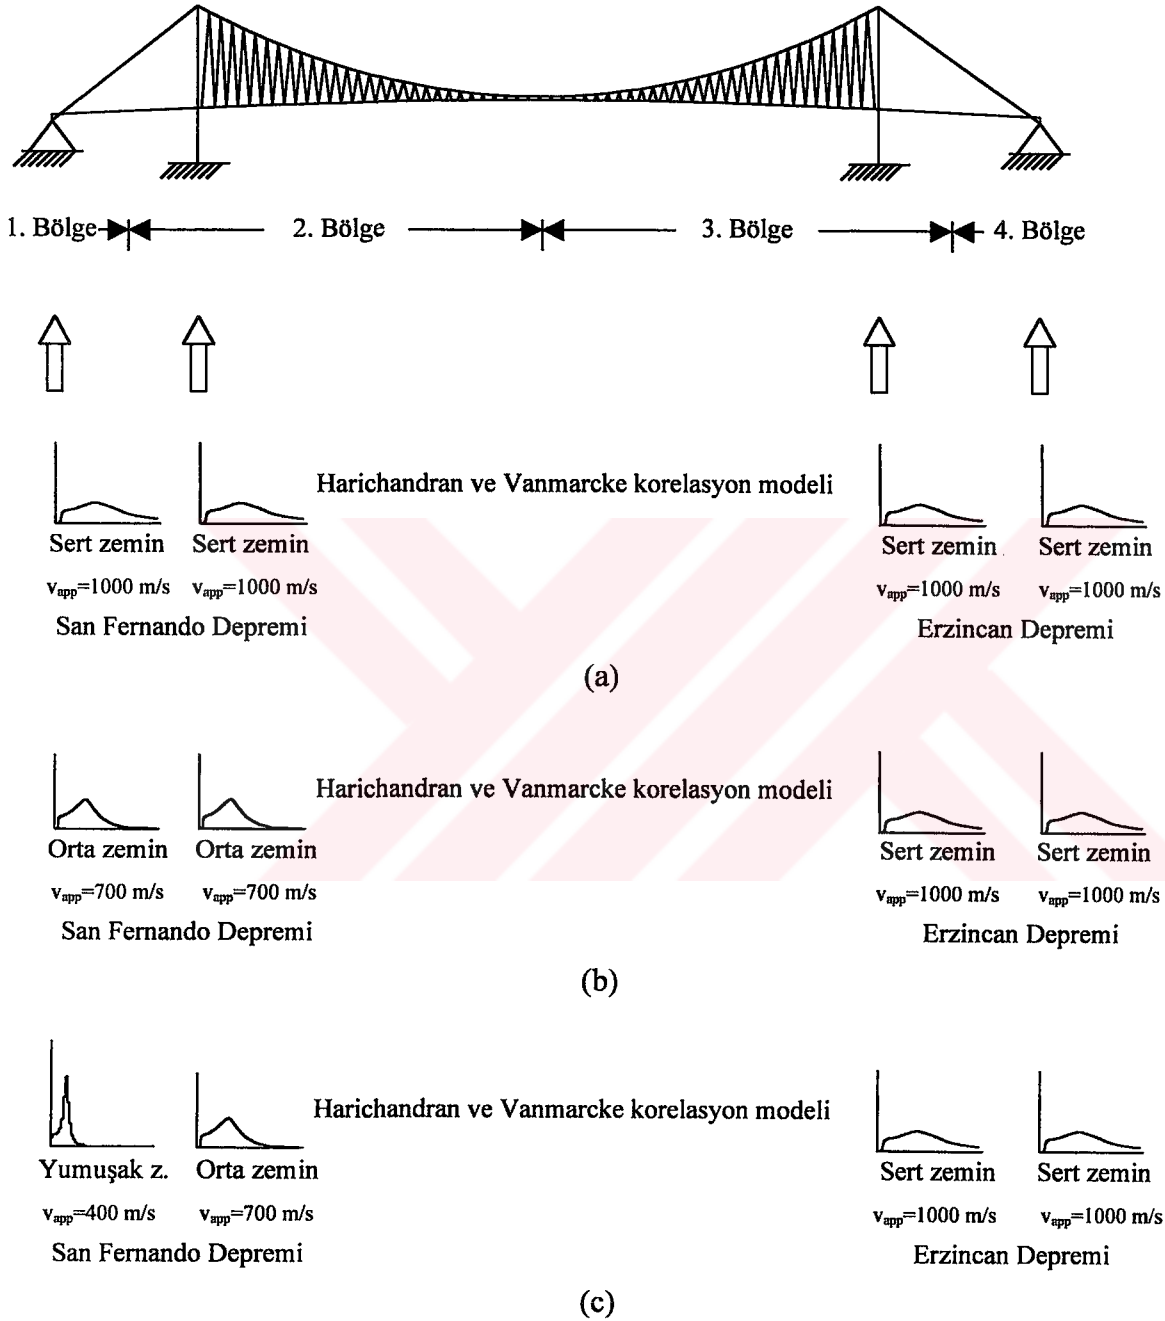 1. Bölge
2. Bölge
3. Bölge
4. Bölge
Harichandran ve Vanmarcke korelasyon modeli
Sert zemin Sert zemin Sert zemin Sert zemin
vapp=1000 m/s vapp=1000 m/s vapp=1000 m/s vapp=1000 m/s
San Fernando Depremi Erzincan Depremi
(a)
Harichandran ve Vanmarcke korelasyon modeli
Orta zemin Orta zemin Sert zemin Sert zemin
vapp=700 m/s vapp=700 m/s vapp=1000 m/s vapp=1000 m/s
San Fernando Depremi Erzincan Depremi
(b)
Harichandran ve Vanmarcke korelasyon modeli
Yumuşak z. Orta zemin Sert zemin Sert zemin
vapp=400 m/s vapp=700 m/s vapp=1000 m/s vapp=1000 m/s
San Fernando Depremi Erzincan Depremi
(c)